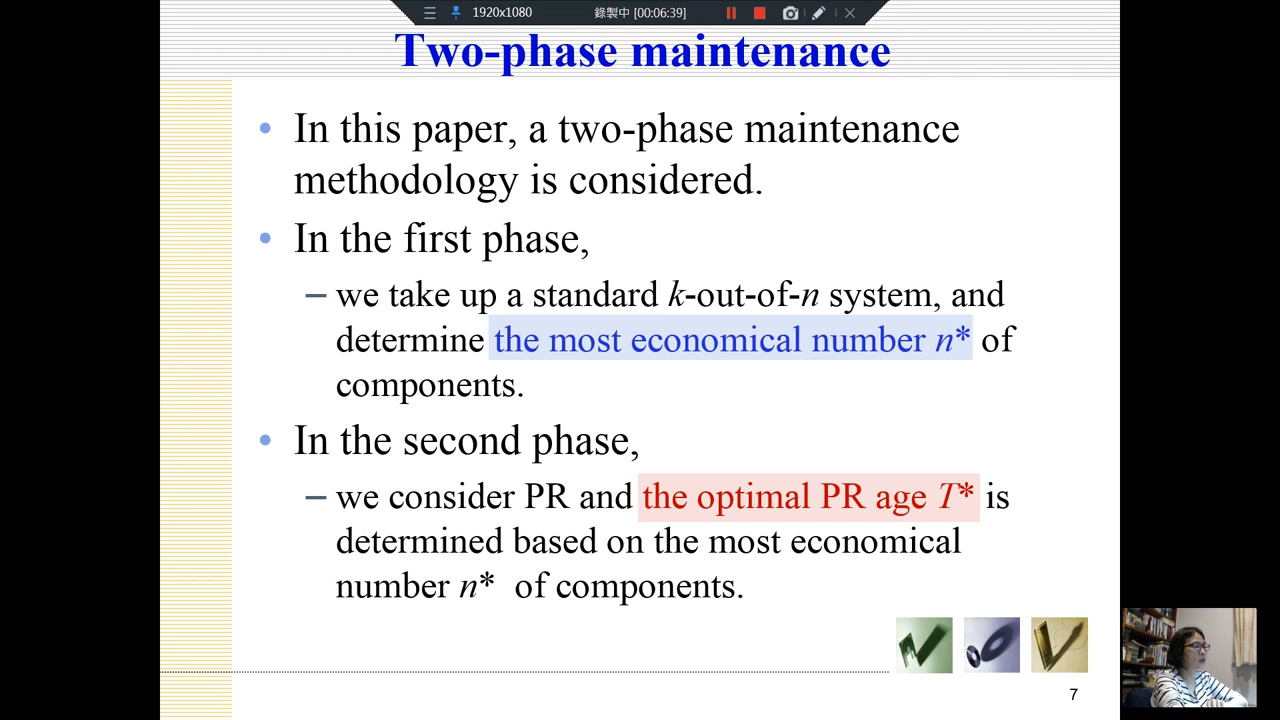 1920x1080 錄製中 [00:06:39]
Two-phase maintenance
• In this paper, a two-phase maintenance
methodology is considered.
• In the first phase,
– we take up a standard k-out-of-n system, and
determine the most economical number n* of
components.
• In the second phase,
– we consider PR and the optimal PR age T* is
determined based on the most economical
number n* of components.
7